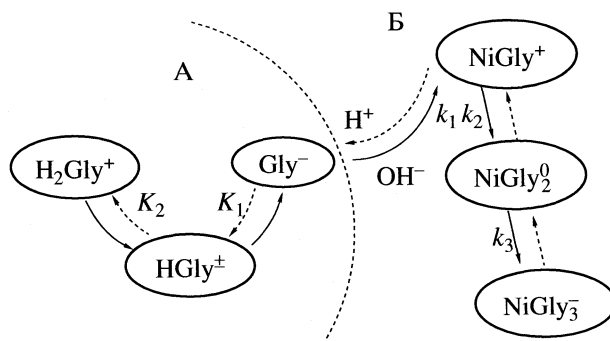 А
Б
NiGly⁺
H⁺
k₁ k₂
H₂Gly⁺
K₂
K₁
Gly⁻
OH⁻
NiGly₂⁰
HGly±
k₃
NiGly₃⁻